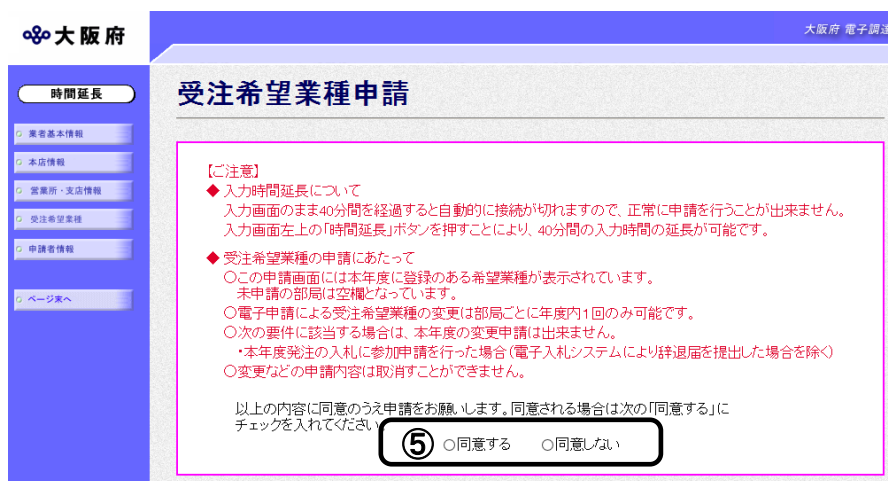 大阪府
大阪府 電子調達
時間延長
受注希望業種申請
業者基本情報
本店情報
営業所・支店情報
受注希望業種
申請者情報
ページ末へ
【ご注意】
◆ 入力時間延長について
入力画面のまま40分間を経過すると自動的に接続が切れますので、正常に申請を行うことが出来ません。
入力画面左上の「時間延長」ボタンを押すことにより、40分間の入力時間の延長が可能です。
◆ 受注希望業種の申請にあたって
○この申請画面には本年度に登録のある希望業種が表示されています。
未申請の部局は空欄となっています。
○電子申請による受注希望業種の変更は部局ごとに年度内1回のみ可能です。
○次の要件に該当する場合は、本年度の変更申請は出来ません。
・本年度発注の入札に参加申請を行った場合（電子入札システムにより辞退届を提出した場合を除く）
○変更などの申請内容は取消すことができません。
以上の内容に同意のうえ申請をお願いします。同意される場合は次の「同意する」に
チェックを入れてください
⑤ ○同意する ○同意しない